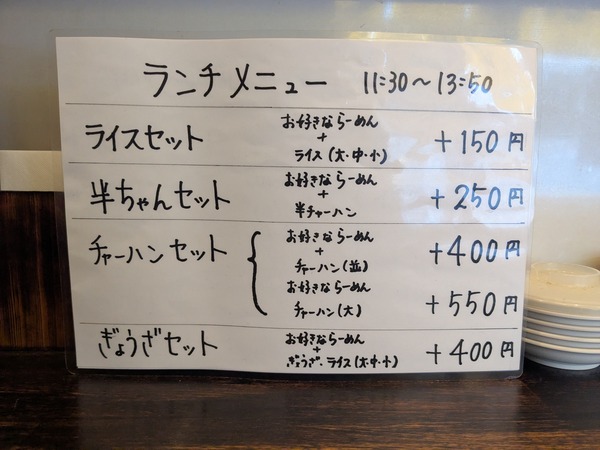 ランチメニュー 11:30～13:50
ライスセット お好きならーめん + ライス(大・中・小) +150円
半ちゃんセット お好きならーめん + 半チャーハン +250円
チャーハンセット お好きならーめん + チャーハン(並) +400円
お好きならーめん チャーハン(大) +550円
ぎょうざセット お好きならーめん + ぎょうざ・ライス(大・中・小) +400円